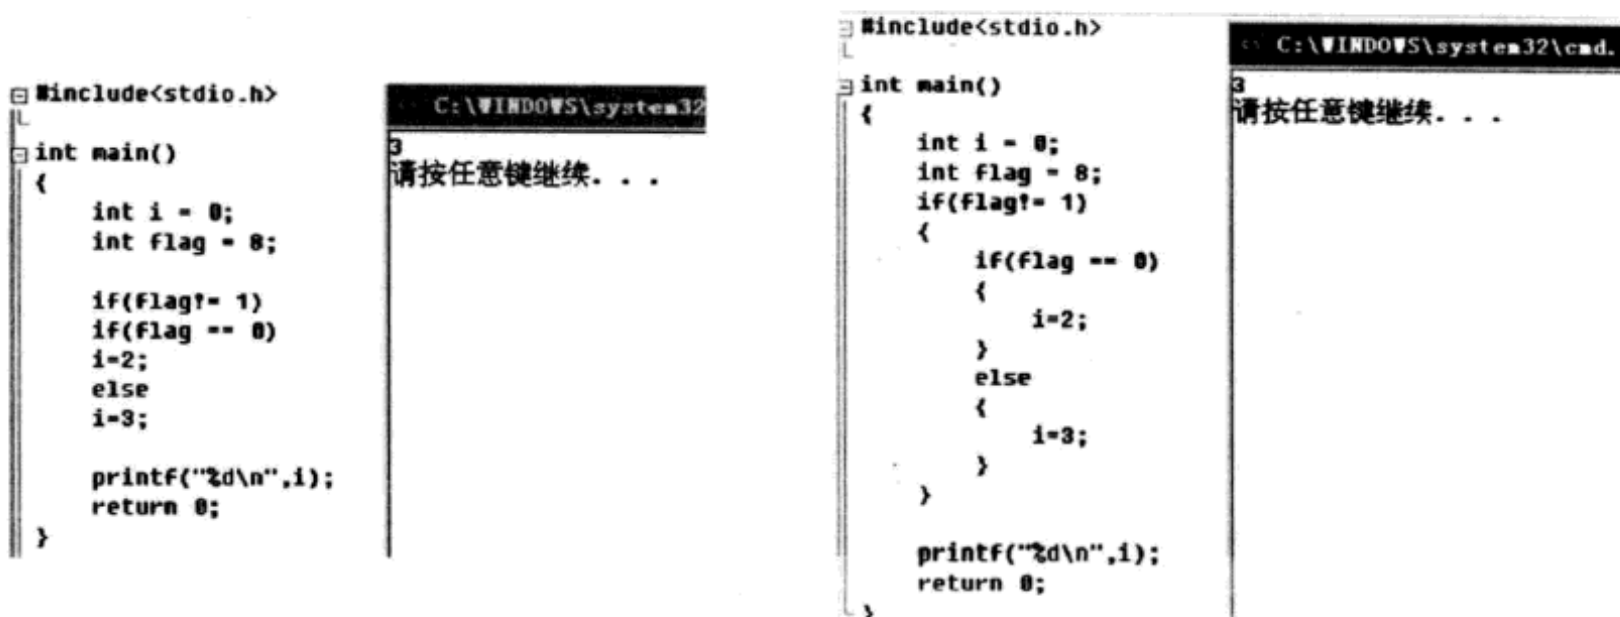 #include<stdio.h>
int main()
{
int i = 0;
int flag = 8;
if(flag!= 1)
if(flag == 0)
i=2;
else
i=3;
printf("%d\n",i);
return 0;
}
C:\WINDOWS\system32
3
请按任意键继续. . .
#include<stdio.h>
int main()
{
int i = 0;
int flag = 8;
if(flag!= 1)
{
if(flag == 0)
{
i=2;
}
else
{
i=3;
}
}
printf("%d\n",i);
return 0;
}
C:\WINDOWS\system32\cmd.
3
请按任意键继续. . .